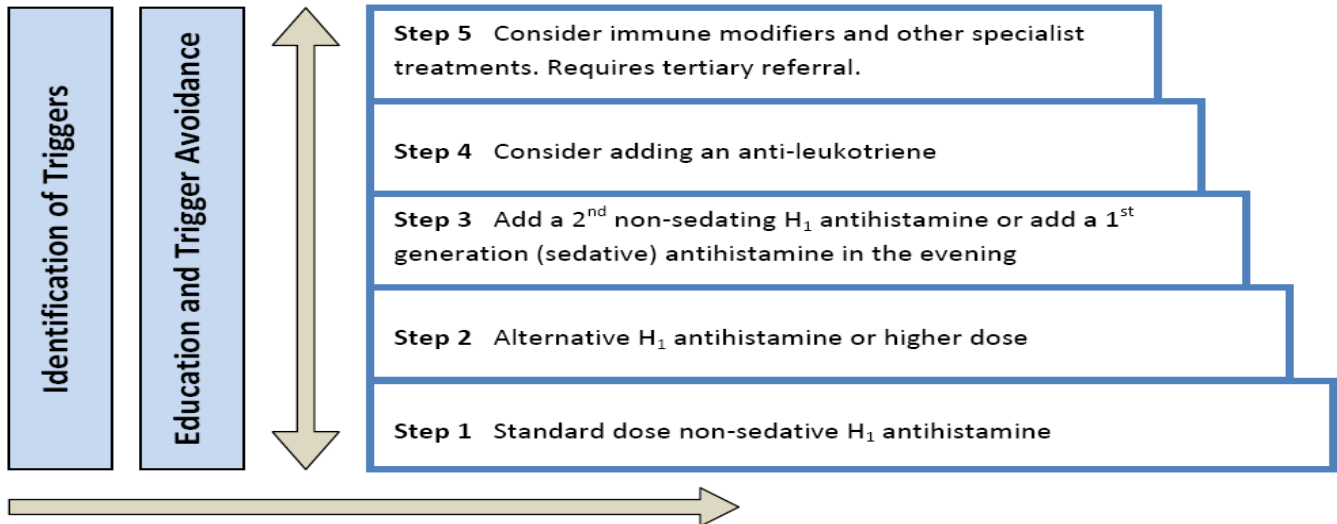 Identification of Triggers
Education and Trigger Avoidance
Step 5 Consider immune modifiers and other specialist
treatments. Requires tertiary referral.
Step 4 Consider adding an anti-leukotriene
Step 3 Add a 2nd non-sedating H₁ antihistamine or add a 1st
generation (sedative) antihistamine in the evening
Step 2 Alternative H₁ antihistamine or higher dose
Step 1 Standard dose non-sedative H₁ antihistamine